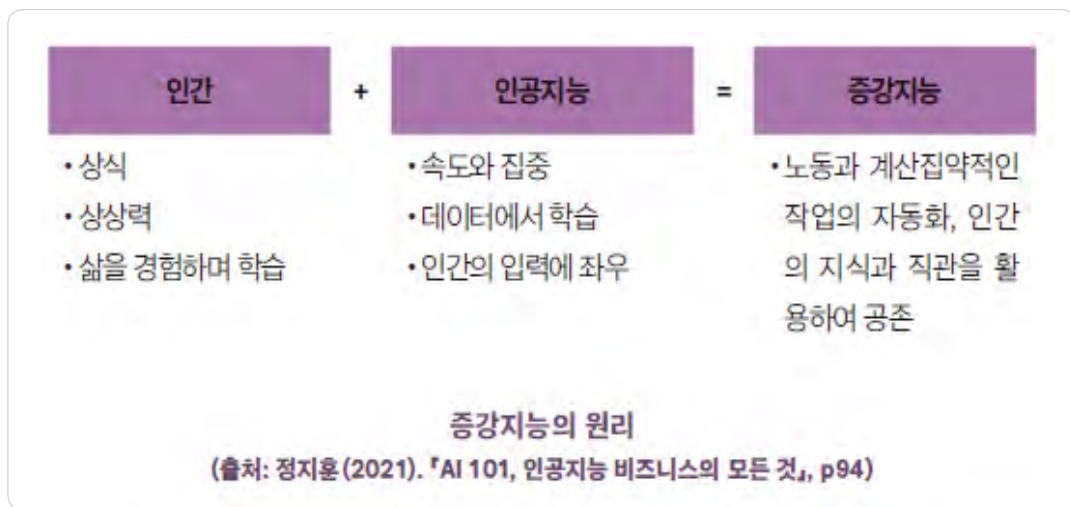 인간 + 인공지능 = 증강지능
• 상식
• 상상력
• 삶을 경험하며 학습
• 속도와 집중
• 데이터에서 학습
• 인간의 입력에 좌우
• 노동과 계산집약적인
작업의 자동화, 인간
의 지식과 직관을 활
용하여 공존
증강지능의 원리
(출처: 정지훈(2021). 『AI 101, 인공지능 비즈니스의 모든 것』, p94)